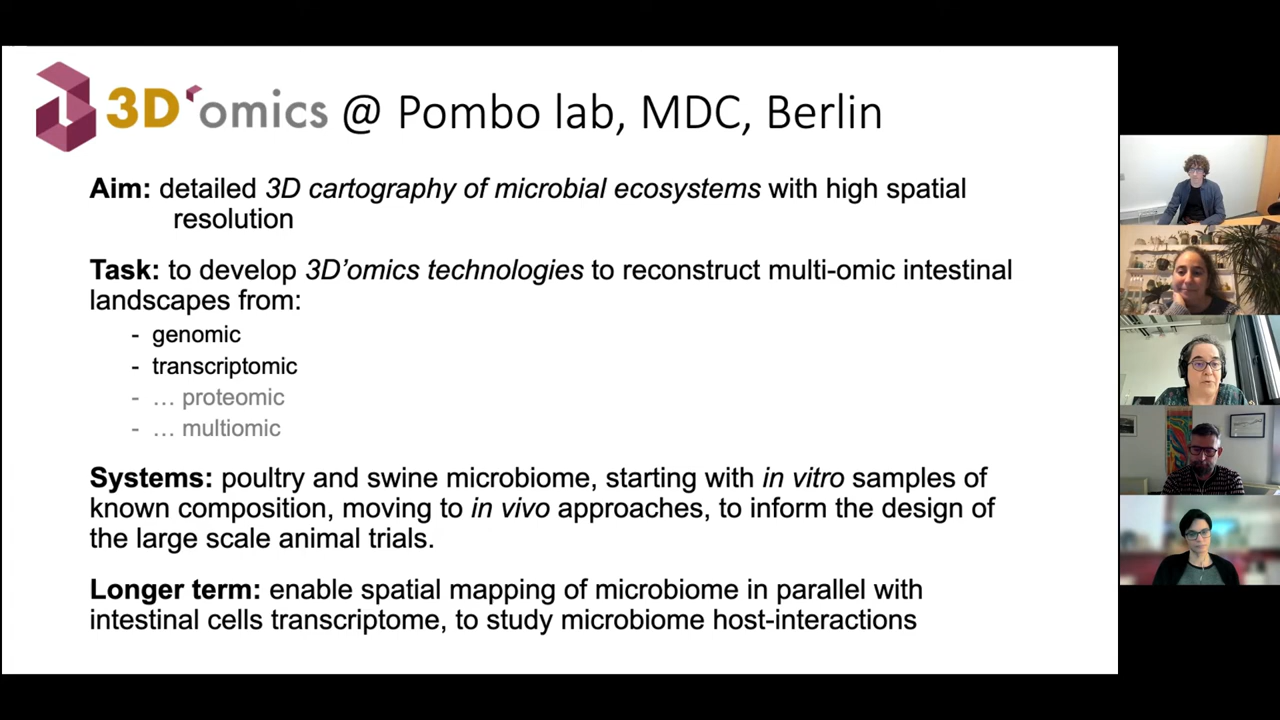 3D'omics @ Pombo lab, MDC, Berlin
Aim: detailed 3D cartography of microbial ecosystems with high spatial
resolution
Task: to develop 3D’omics technologies to reconstruct multi-omic intestinal
landscapes from:
- genomic
- transcriptomic
- … proteomic
- … multiomic
Systems: poultry and swine microbiome, starting with in vitro samples of
known composition, moving to in vivo approaches, to inform the design of
the large scale animal trials.
Longer term: enable spatial mapping of microbiome in parallel with
intestinal cells transcriptome, to study microbiome host-interactions